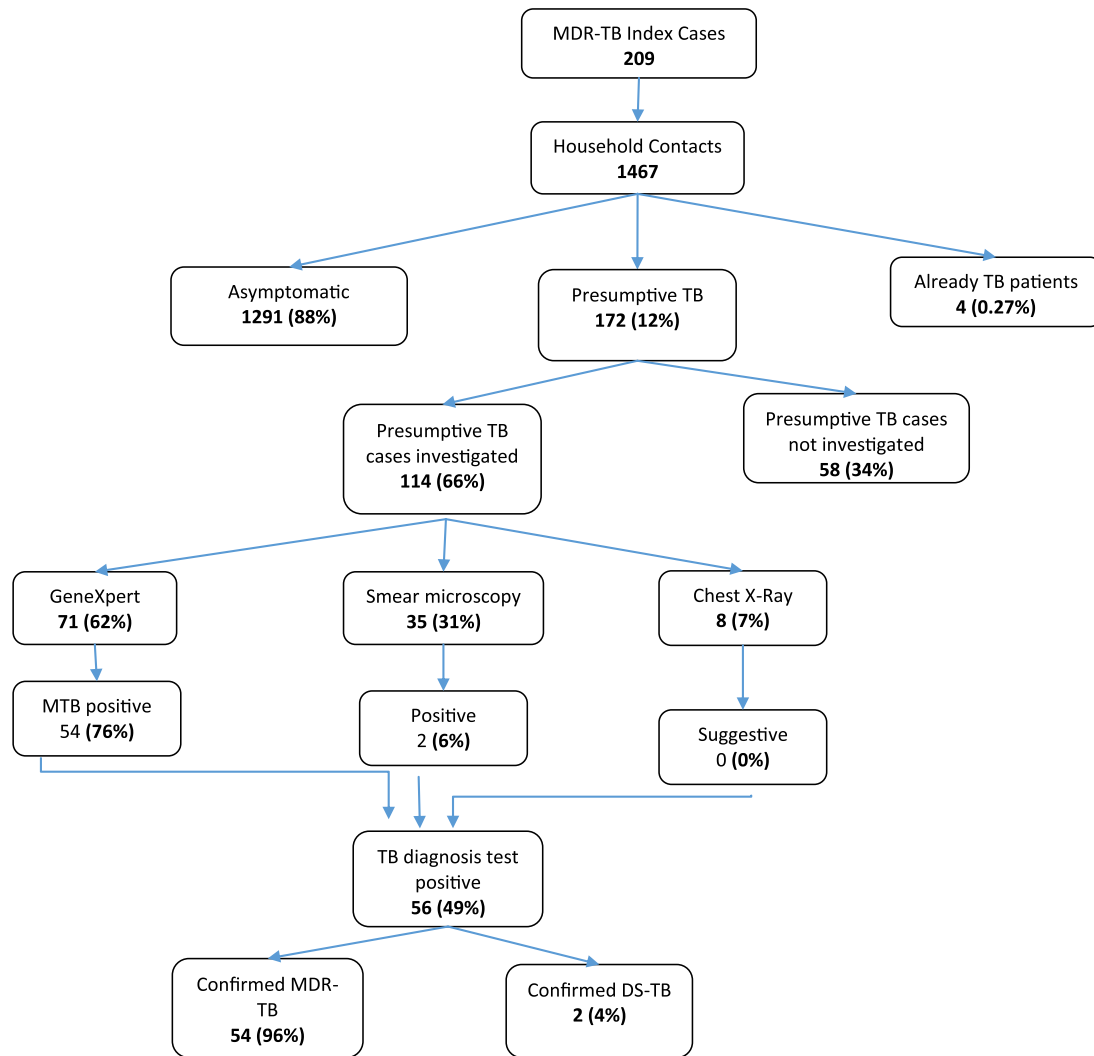 MDR-TB Index Cases
209
Household Contacts
1467
Asymptomatic
1291 (88%)
Presumptive TB
172 (12%)
Already TB patients
4 (0.27%)
Presumptive TB
cases investigated
114 (66%)
Presumptive TB cases
not investigated
58 (34%)
GeneXpert
71 (62%)
Smear microscopy
35 (31%)
Chest X-Ray
8 (7%)
MTB positive
54 (76%)
Positive
2 (6%)
Suggestive
0 (0%)
TB diagnosis test
positive
56 (49%)
Confirmed MDR-
TB
54 (96%)
Confirmed DS-TB
2 (4%)